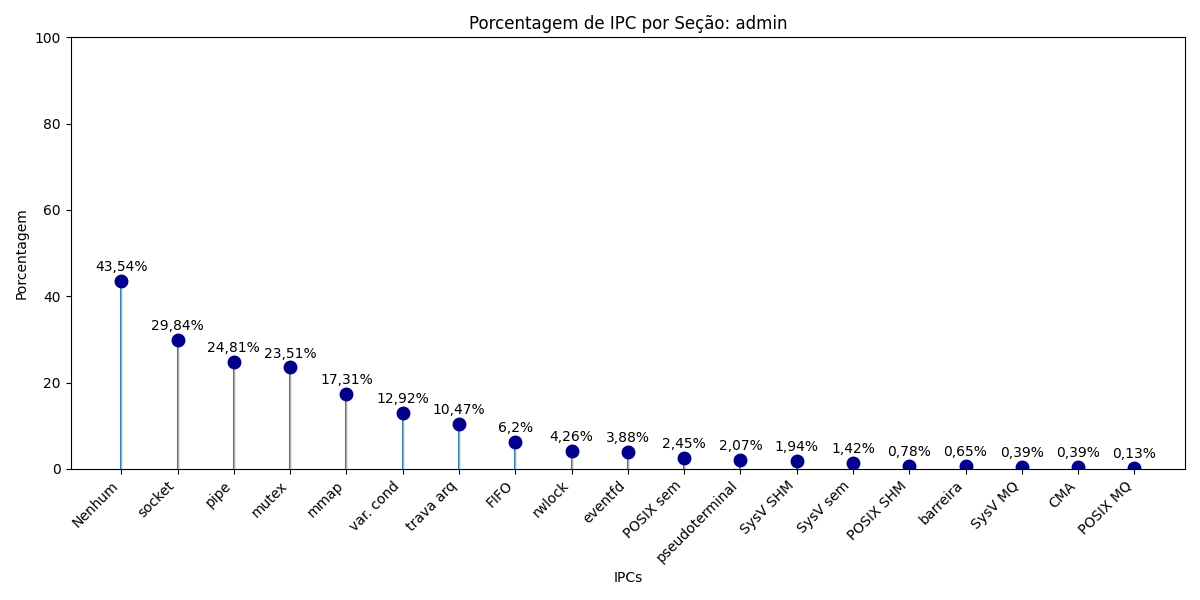 Porcentagem de IPC por Seção: admin
100
80
60
40
20
0
Porcentagem
43,54%
29,84%
24,81%
23,51%
17,31%
12,92%
10,47%
6,2%
4,26%
3,88%
2,45%
2,07%
1,94%
1,42%
0,78%
0,65%
0,39%
0,39%
0,13%
Nenhum
socket
pipe
mutex
mmap
var. cond
trava arq
FIFO
rwlock
eventfd
POSIX sem
pseudoterminal
SysV SHM
SysV sem
POSIX SHM
barreira
SysV MQ
CMA
POSIX MQ
IPCs